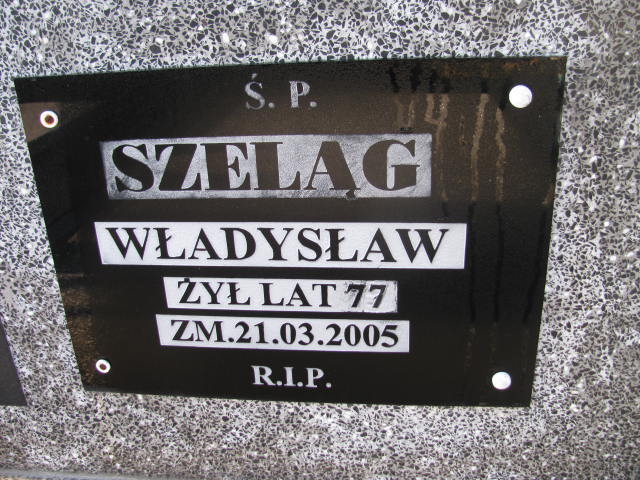 Ś. P.
SZELĄG
WŁADYSŁAW
ŻYŁ LAT 77
ZM.21.03.2005
R.I.P.